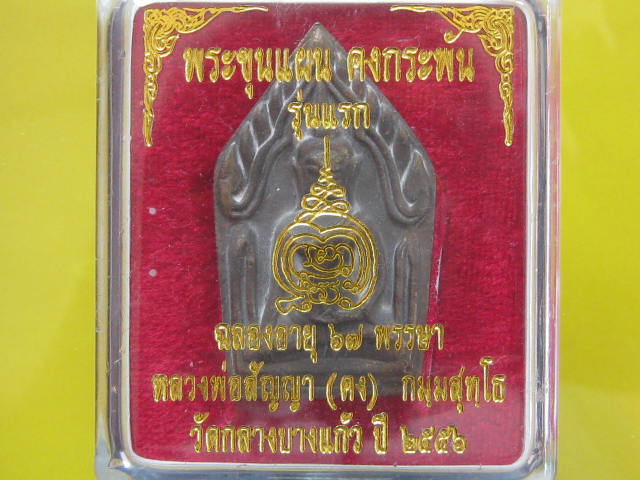 พระขุนแผน คงกระพัน
รุ่นแรก
ฉลองอายุ ๖๗ พรรษา
หลวงพ่อสัญญา (คง) กมฺมสุทฺโธ
วัดกลางบางแก้ว ปี ๒๕๕๖